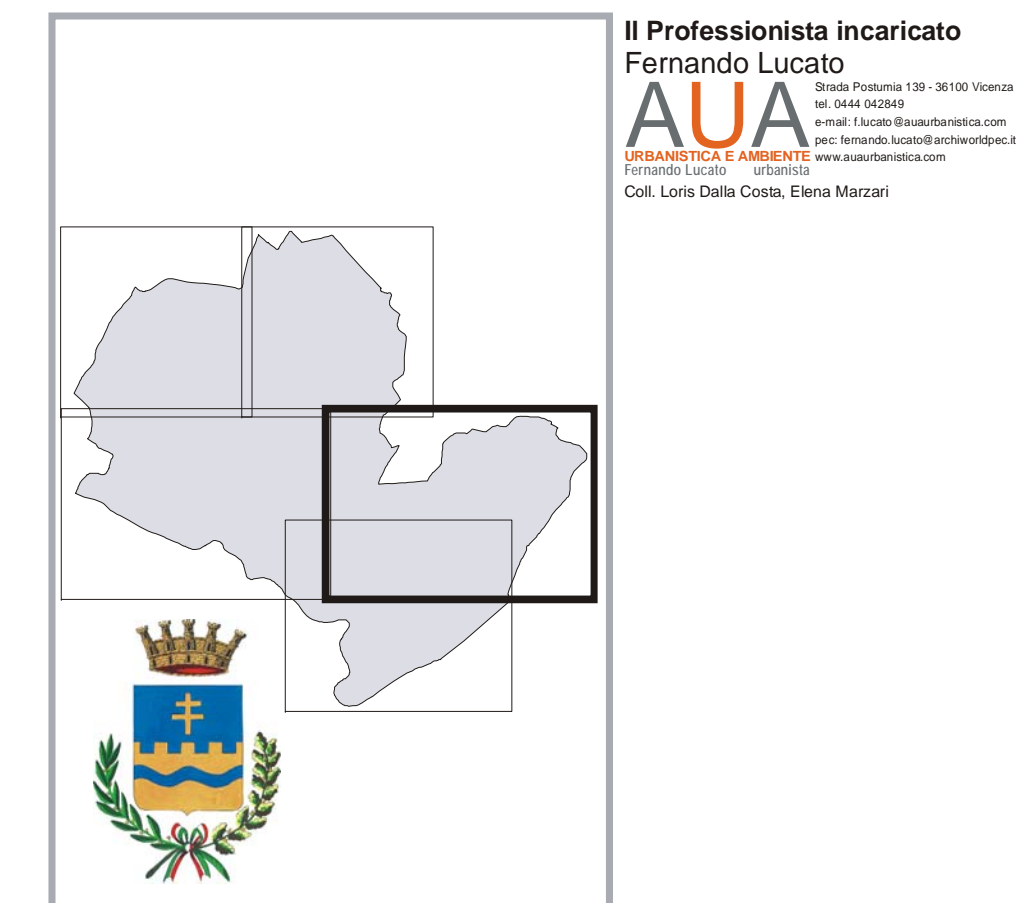 Il Professionista incaricato
Fernando Lucato
AUA
URBANISTICA E AMBIENTE
Fernando Lucato urbanista
Strada Postumia 139 - 36100 Vicenza
tel. 0444 042849
e-mail: f.lucato@auaurbanistica.com
pec: fernando.lucato@archiworldpec.it
www.auaurbanistica.com
Coll. Loris Dalla Costa, Elena Marzari